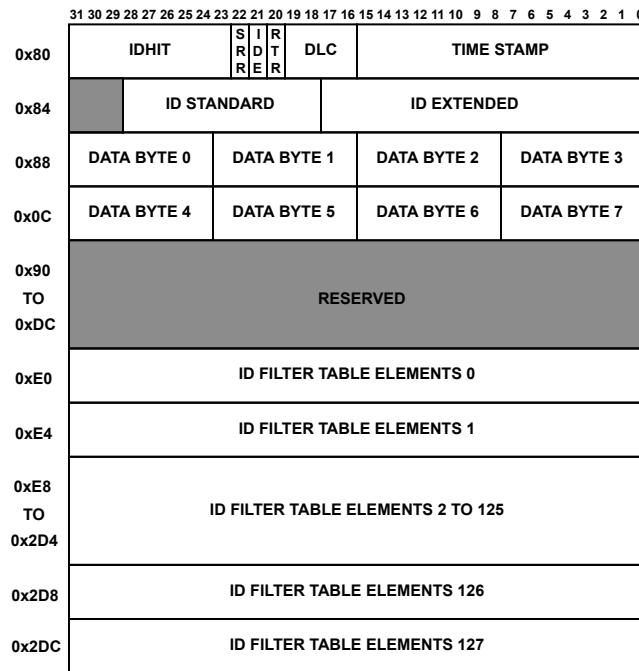 31 30 29 28 27 26 25 24 23 22 21 20 19 18 17 16 15 14 13 12 11 10 9 8 7 6 5 4 3 2 1 0
0x80 IDHIT SRR IDE RTR DLC TIME STAMP
0x84 ID STANDARD ID EXTENDED
0x88 DATA BYTE 0 DATA BYTE 1 DATA BYTE 2 DATA BYTE 3
0x0C DATA BYTE 4 DATA BYTE 5 DATA BYTE 6 DATA BYTE 7
0x90
TO RESERVED
0xDC
0xE0 ID FILTER TABLE ELEMENTS 0
0xE4 ID FILTER TABLE ELEMENTS 1
0xE8
TO ID FILTER TABLE ELEMENTS 2 TO 125
0x2D4
0x2D8 ID FILTER TABLE ELEMENTS 126
0x2DC ID FILTER TABLE ELEMENTS 127